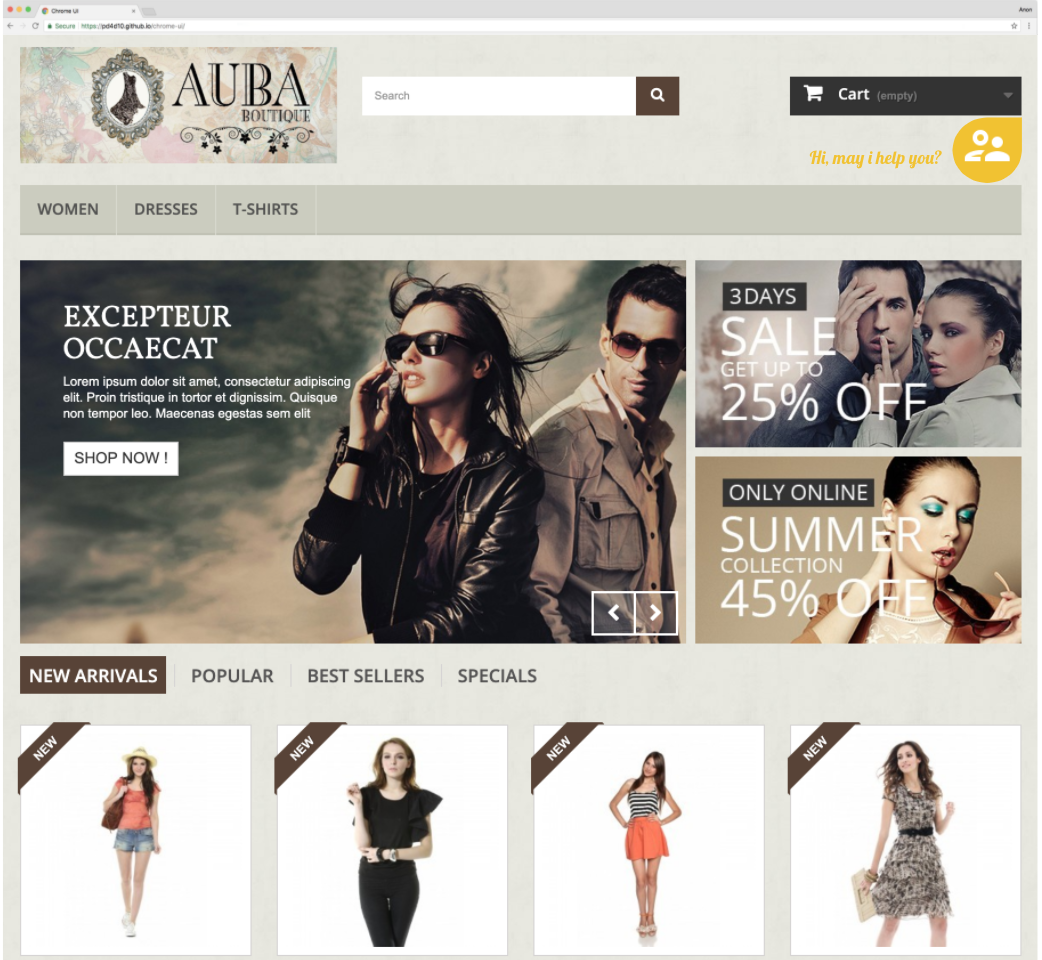 Chrome UI
Anon
Secure
https://pd4d10.github.io/chrome-ui/
AUBA
BOUTIQUE
Search
Cart (empty)
Hi, may i help you?
WOMEN
DRESSES
T-SHIRTS
EXCEPTEUR
OCCAECAT
Lorem ipsum dolor sit amet, consectetur adipiscing
elit. Proin tristique in tortor et dignissim. Quisque
non tempor leo. Maecenas egestas sem elit
SHOP NOW !
3DAYS
SALE
GET UP TO
25% OFF
ONLY ONLINE
SUMMER
COLLECTION
45% OFF
NEW ARRIVALS
POPULAR
BEST SELLERS
SPECIALS
NEW
NEW
NEW
NEW